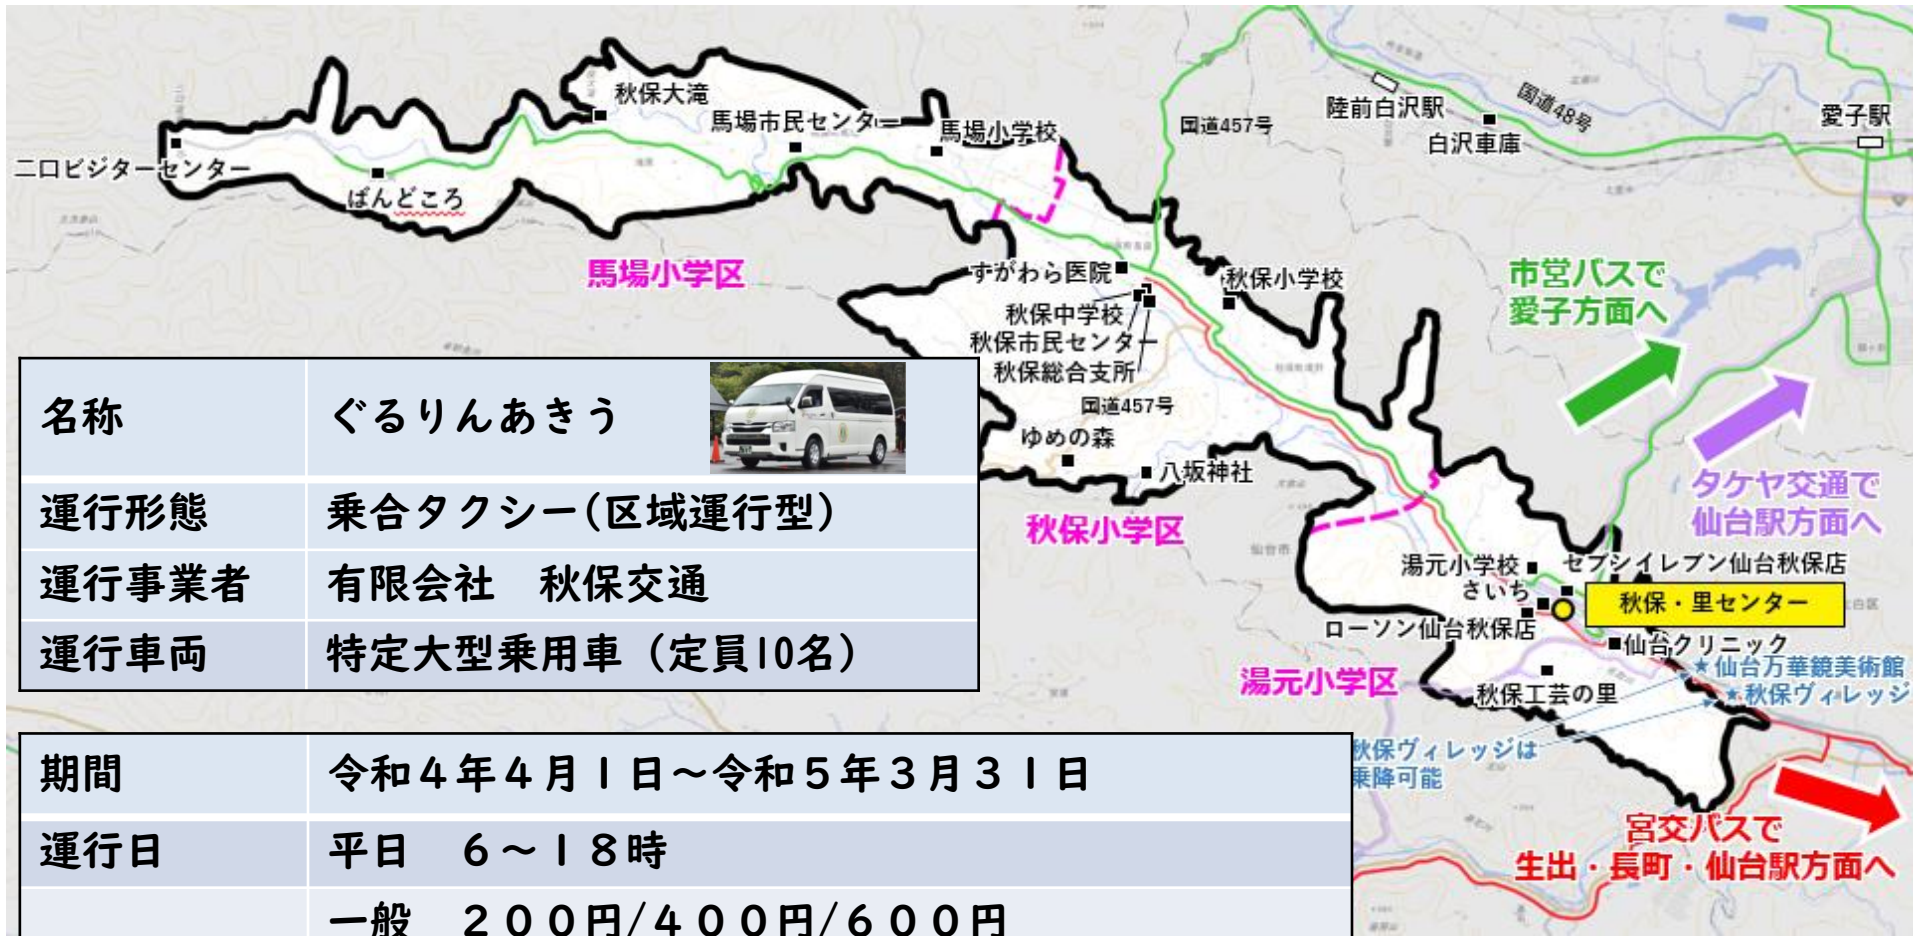 秋保大滝
馬場市民センター
馬場小学校
国道457号
陸前白沢駅
国道48号
白沢車庫
愛子駅
二口ビジターセンター
ばんどころ
馬場小学区
すがわら医院
秋保小学校
秋保中学校
秋保市民センター
秋保総合支所
国道457号
ゆめの森
八坂神社
秋保小学区
市営バスで
愛子方面へ
タケヤ交通で
仙台駅方面へ
湯元小学校
セブンイレブン仙台秋保店
さいち
秋保・里センター
ローソン仙台秋保店
仙台クリニック
★仙台万華鏡美術館
★秋保ヴィレッジ
湯元小学区
秋保工芸の里
秋保ヴィレッジは
乗降可能
宮交バスで
生出・長町・仙台駅方面へ
名称 ぐるりんあきう
運行形態 乗合タクシー(区域運行型)
運行事業者 有限会社 秋保交通
運行車両 特定大型乗用車(定員10名)
期間 令和4年4月1日~令和5年3月31日
運行日 平日 6~18時
一般 200円/400円/600円